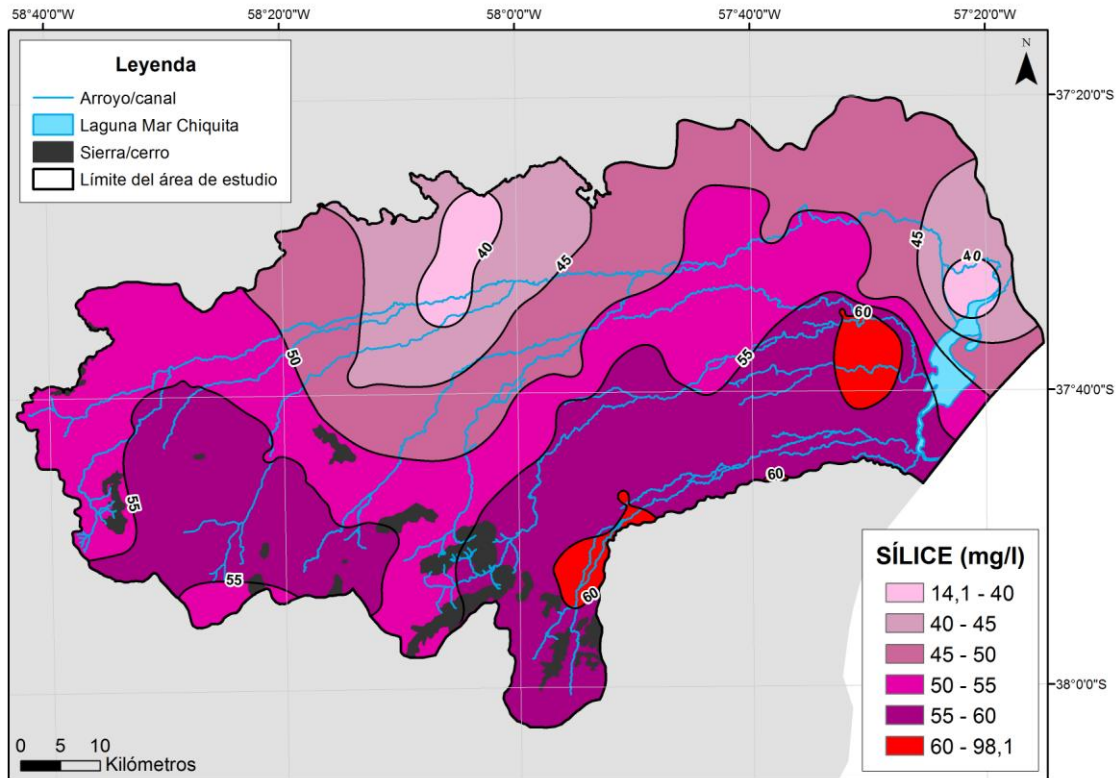 58°40'0"W
58°20'0"W
58°0'0"W
57°40'0"W
57°20'0"W
Leyenda
Arroyo/canal
Laguna Mar Chiquita
Sierra/cerro
Límite del área de estudio
N
37°20'0"S
40
45
45
40
50
60
55
37°40'0"S
60
55
55
60
SÍLICE (mg/l)
14,1 - 40
40 - 45
45 - 50
50 - 55
55 - 60
60 - 98,1
38°0'0"S
0 5 10
Kilómetros